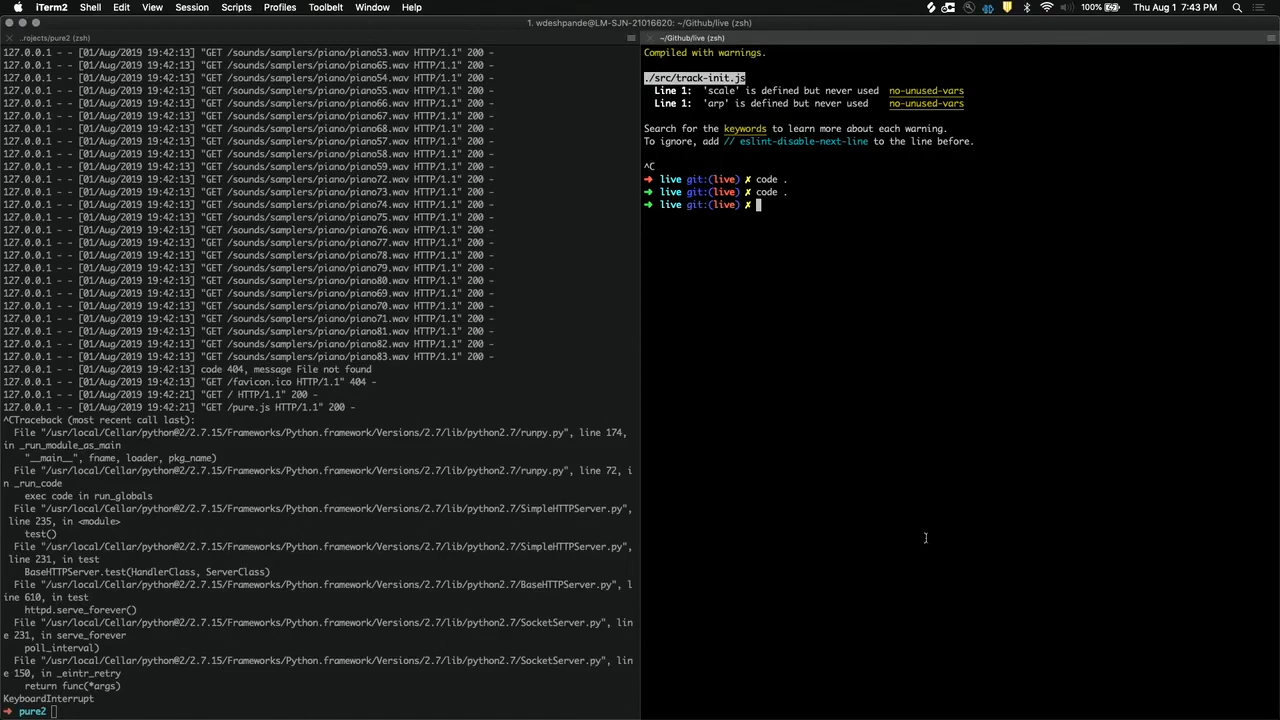 iTerm2 Shell Edit View Session Scripts Profiles Toolbelt Window Help 100% Thu Aug 1 7:43 PM
1. wdeshpande@LM-SJN-21016620: ~/Github/live (zsh)
..rojects/pure2 (zsh)
127.0.0.1 - - [01/Aug/2019 19:42:13] "GET /sounds/samplers/piano/piano53.wav HTTP/1.1" 200 -
127.0.0.1 - - [01/Aug/2019 19:42:13] "GET /sounds/samplers/piano/piano65.wav HTTP/1.1" 200 -
127.0.0.1 - - [01/Aug/2019 19:42:13] "GET /sounds/samplers/piano/piano54.wav HTTP/1.1" 200 -
127.0.0.1 - - [01/Aug/2019 19:42:13] "GET /sounds/samplers/piano/piano55.wav HTTP/1.1" 200 -
127.0.0.1 - - [01/Aug/2019 19:42:13] "GET /sounds/samplers/piano/piano66.wav HTTP/1.1" 200 -
127.0.0.1 - - [01/Aug/2019 19:42:13] "GET /sounds/samplers/piano/piano67.wav HTTP/1.1" 200 -
127.0.0.1 - - [01/Aug/2019 19:42:13] "GET /sounds/samplers/piano/piano68.wav HTTP/1.1" 200 -
127.0.0.1 - - [01/Aug/2019 19:42:13] "GET /sounds/samplers/piano/piano57.wav HTTP/1.1" 200 -
127.0.0.1 - - [01/Aug/2019 19:42:13] "GET /sounds/samplers/piano/piano58.wav HTTP/1.1" 200 -
127.0.0.1 - - [01/Aug/2019 19:42:13] "GET /sounds/samplers/piano/piano59.wav HTTP/1.1" 200 -
127.0.0.1 - - [01/Aug/2019 19:42:13] "GET /sounds/samplers/piano/piano72.wav HTTP/1.1" 200 -
127.0.0.1 - - [01/Aug/2019 19:42:13] "GET /sounds/samplers/piano/piano73.wav HTTP/1.1" 200 -
127.0.0.1 - - [01/Aug/2019 19:42:13] "GET /sounds/samplers/piano/piano74.wav HTTP/1.1" 200 -
127.0.0.1 - - [01/Aug/2019 19:42:13] "GET /sounds/samplers/piano/piano75.wav HTTP/1.1" 200 -
127.0.0.1 - - [01/Aug/2019 19:42:13] "GET /sounds/samplers/piano/piano76.wav HTTP/1.1" 200 -
127.0.0.1 - - [01/Aug/2019 19:42:13] "GET /sounds/samplers/piano/piano77.wav HTTP/1.1" 200 -
127.0.0.1 - - [01/Aug/2019 19:42:13] "GET /sounds/samplers/piano/piano78.wav HTTP/1.1" 200 -
127.0.0.1 - - [01/Aug/2019 19:42:13] "GET /sounds/samplers/piano/piano79.wav HTTP/1.1" 200 -
127.0.0.1 - - [01/Aug/2019 19:42:13] "GET /sounds/samplers/piano/piano80.wav HTTP/1.1" 200 -
127.0.0.1 - - [01/Aug/2019 19:42:13] "GET /sounds/samplers/piano/piano69.wav HTTP/1.1" 200 -
127.0.0.1 - - [01/Aug/2019 19:42:13] "GET /sounds/samplers/piano/piano70.wav HTTP/1.1" 200 -
127.0.0.1 - - [01/Aug/2019 19:42:13] "GET /sounds/samplers/piano/piano71.wav HTTP/1.1" 200 -
127.0.0.1 - - [01/Aug/2019 19:42:13] "GET /sounds/samplers/piano/piano81.wav HTTP/1.1" 200 -
127.0.0.1 - - [01/Aug/2019 19:42:13] "GET /sounds/samplers/piano/piano82.wav HTTP/1.1" 200 -
127.0.0.1 - - [01/Aug/2019 19:42:13] "GET /sounds/samplers/piano/piano83.wav HTTP/1.1" 200 -
127.0.0.1 - - [01/Aug/2019 19:42:13] code 404, message File not found
127.0.0.1 - - [01/Aug/2019 19:42:13] "GET /favicon.ico HTTP/1.1" 404 -
127.0.0.1 - - [01/Aug/2019 19:42:21] "GET / HTTP/1.1" 200 -
127.0.0.1 - - [01/Aug/2019 19:42:21] "GET /pure.js HTTP/1.1" 200 -
^CTraceback (most recent call last):
File "/usr/local/Cellar/python@2/2.7.15/Frameworks/Python.framework/Versions/2.7/lib/python2.7/runpy.py", line 174,
in _run_module_as_main
"__main__", fname, loader, pkg_name)
File "/usr/local/Cellar/python@2/2.7.15/Frameworks/Python.framework/Versions/2.7/lib/python2.7/runpy.py", line 72, i
n _run_code
exec code in run_globals
File "/usr/local/Cellar/python@2/2.7.15/Frameworks/Python.framework/Versions/2.7/lib/python2.7/SimpleHTTPServer.py",
line 235, in <module>
test()
File "/usr/local/Cellar/python@2/2.7.15/Frameworks/Python.framework/Versions/2.7/lib/python2.7/SimpleHTTPServer.py",
line 231, in test
BaseHTTPServer.test(HandlerClass, ServerClass)
File "/usr/local/Cellar/python@2/2.7.15/Frameworks/Python.framework/Versions/2.7/lib/python2.7/BaseHTTPServer.py", l
ine 610, in test
httpd.serve_forever()
File "/usr/local/Cellar/python@2/2.7.15/Frameworks/Python.framework/Versions/2.7/lib/python2.7/SocketServer.py", lin
e 231, in serve_forever
poll_interval)
File "/usr/local/Cellar/python@2/2.7.15/Frameworks/Python.framework/Versions/2.7/lib/python2.7/SocketServer.py", lin
e 150, in _eintr_retry
return func(*args)
KeyboardInterrupt
➜ pure2
~/Github/live (zsh)
Compiled with warnings.
./src/track-init.js
Line 1: 'scale' is defined but never used no-unused-vars
Line 1: 'arp' is defined but never used no-unused-vars
Search for the keywords to learn more about each warning.
To ignore, add // eslint-disable-next-line to the line before.
^C
➜ live git:(live) ✗ code .
➜ live git:(live) ✗ code .
➜ live git:(live) ✗